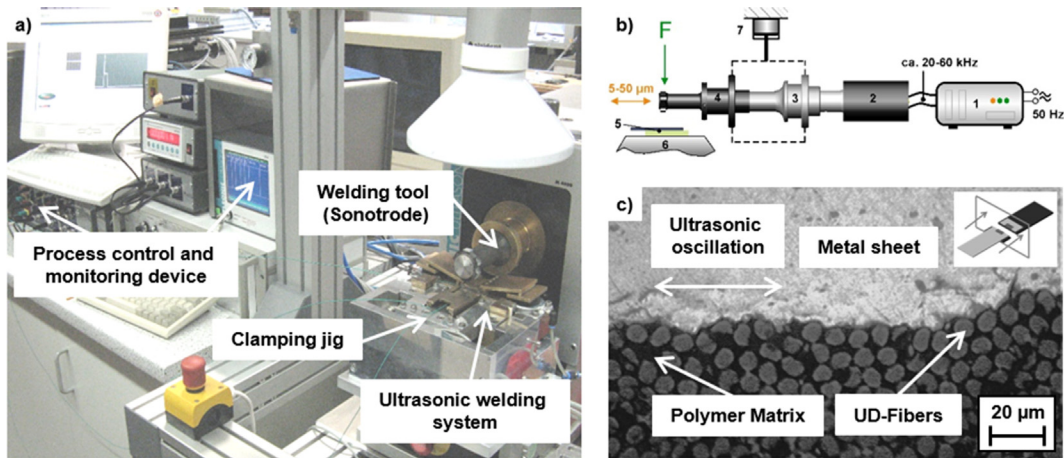 a)
Welding tool
(Sonotrode)
Process control and
monitoring device
Clamping jig
Ultrasonic welding
system
b)
7
F
ca. 20-60 kHz
5-50 µm
4
3
2
1
50 Hz
5
6
c)
Ultrasonic
oscillation
Metal sheet
Polymer Matrix
UD-Fibers
20 µm